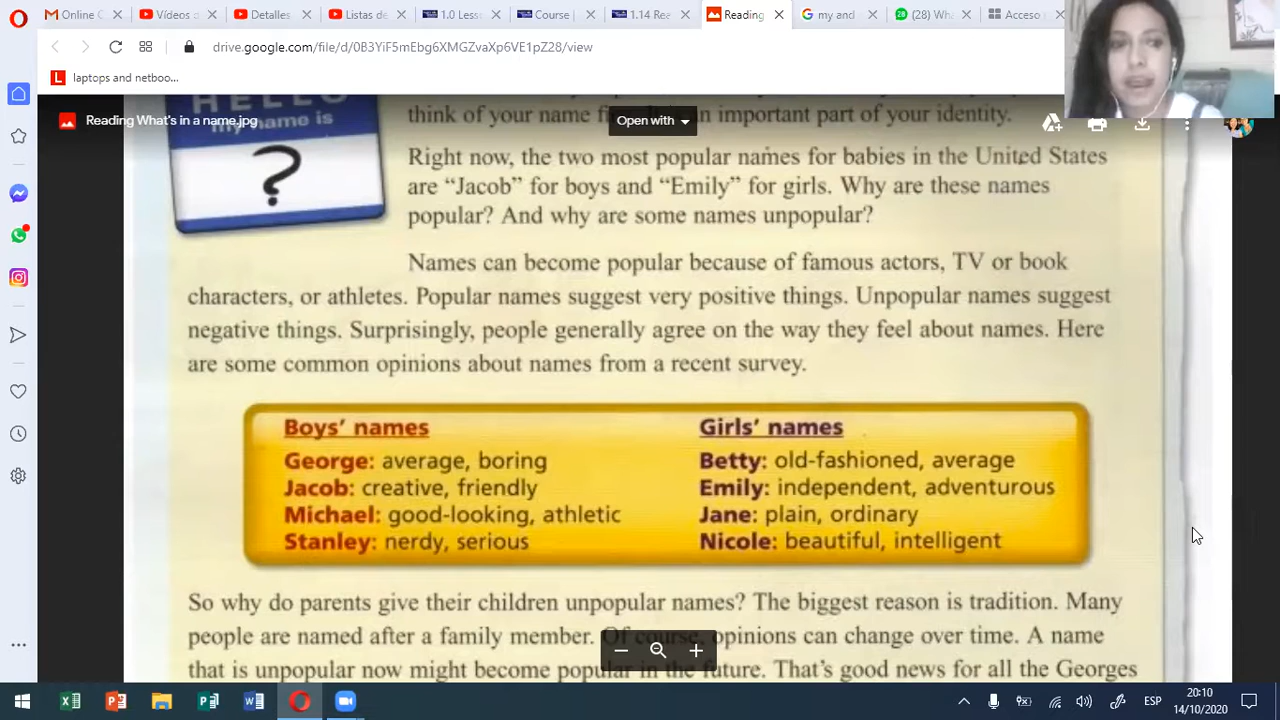 Online C
Vídeos d
Detalles
Listas de
1.0 Less
Course
1.14 Rea
Reading
my and
(28) Wh
Acceso
drive.google.com/file/d/0B3YiF5mEbg6XMGZvaXp6VE1pZ28/view
laptops and netboo...
HELLO
my name is
?
Reading What's in a name.jpg
Open with
think of your name
n important part of your identity.
Right now, the two most popular names for babies in the United States
are “Jacob” for boys and “Emily” for girls. Why are these names
popular? And why are some names unpopular?
Names can become popular because of famous actors, TV or book
characters, or athletes. Popular names suggest very positive things. Unpopular names suggest
negative things. Surprisingly, people generally agree on the way they feel about names. Here
are some common opinions about names from a recent survey.
Boys' names
George: average, boring
Jacob: creative, friendly
Michael: good-looking, athletic
Stanley: nerdy, serious
Girls' names
Betty: old-fashioned, average
Emily: independent, adventurous
Jane: plain, ordinary
Nicole: beautiful, intelligent
So why do parents give their children unpopular names? The biggest reason is tradition. Many
people are named after a family member. Of course, opinions can change over time. A name
that is unpopular now might become popular in the future. That's good news for all the Georges
ESP
20:10
14/10/2020